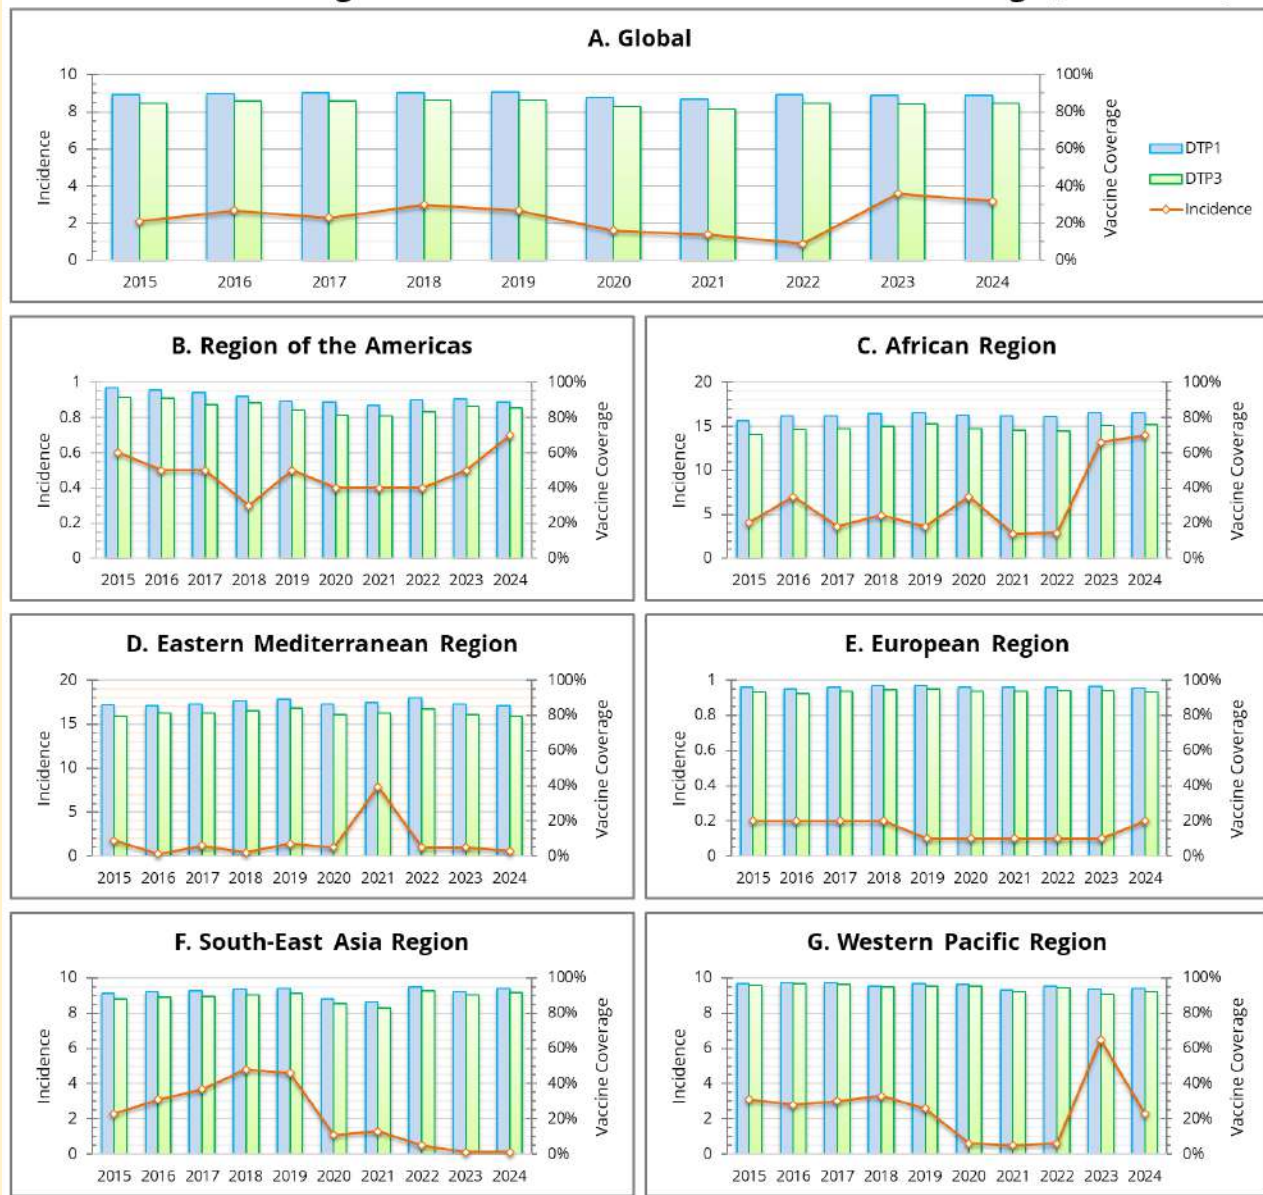 A. Global
10 100%
8 80%
6 60%
4 40%
2 20%
0 0%
Incidence
Vaccine Coverage
DTP1
DTP3
Incidence
2015 2016 2017 2018 2019 2020 2021 2022 2023 2024
B. Region of the Americas
1 100%
0.8 80%
0.6 60%
0.4 40%
0.2 20%
0 0%
Incidence
Vaccine Coverage
2015 2016 2017 2018 2019 2020 2021 2022 2023 2024
C. African Region
20 100%
80%
15
60%
10
40%
5
20%
0 0%
Incidence
Vaccine Coverage
2015 2016 2017 2018 2019 2020 2021 2022 2023 2024
D. Eastern Mediterranean Region
20 100%
80%
15
60%
10
40%
5
20%
0 0%
Incidence
Vaccine Coverage
2015 2016 2017 2018 2019 2020 2021 2022 2023 2024
E. European Region
1 100%
0.8 80%
0.6 60%
0.4 40%
0.2 20%
0 0%
Incidence
Vaccine Coverage
2015 2016 2017 2018 2019 2020 2021 2022 2023 2024
F. South-East Asia Region
10 100%
8 80%
6 60%
4 40%
2 20%
0 0%
Incidence
Vaccine Coverage
2015 2016 2017 2018 2019 2020 2021 2022 2023 2024
G. Western Pacific Region
10 100%
8 80%
6 60%
4 40%
2 20%
0 0%
Incidence
Vaccine Coverage
2015 2016 2017 2018 2019 2020 2021 2022 2023 2024